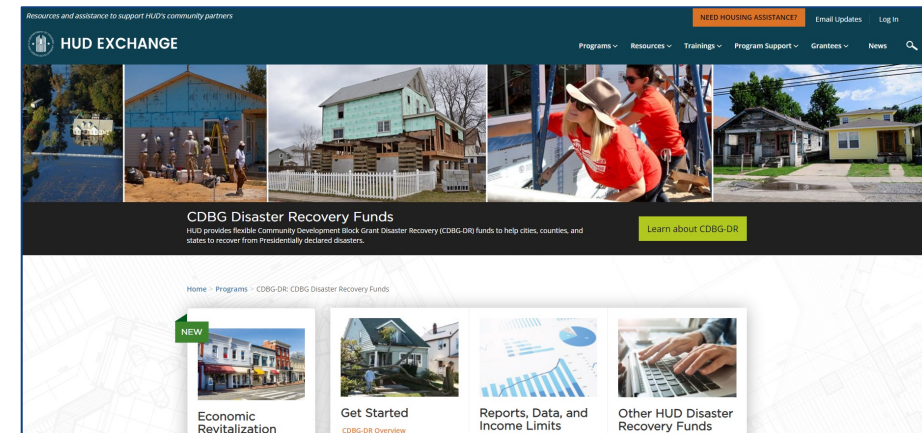 Resources and assistance to support HUD's community partners
NEED HOUSING ASSISTANCE?
Email Updates
Log In
HUD EXCHANGE
Programs
Resources
Trainings
Program Support
Grantees
News
CDBG Disaster Recovery Funds
HUD provides flexible Community Development Block Grant Disaster Recovery (CDBG-DR) funds to help cities, counties, and
states to recover from Presidentially declared disasters.
Learn about CDBG-DR
Home > Programs > CDBG-DR: CDBG Disaster Recovery Funds
NEW
Economic
Revitalization
Get Started
CDBG-DR Overview
Reports, Data, and
Income Limits
Other HUD Disaster
Recovery Funds